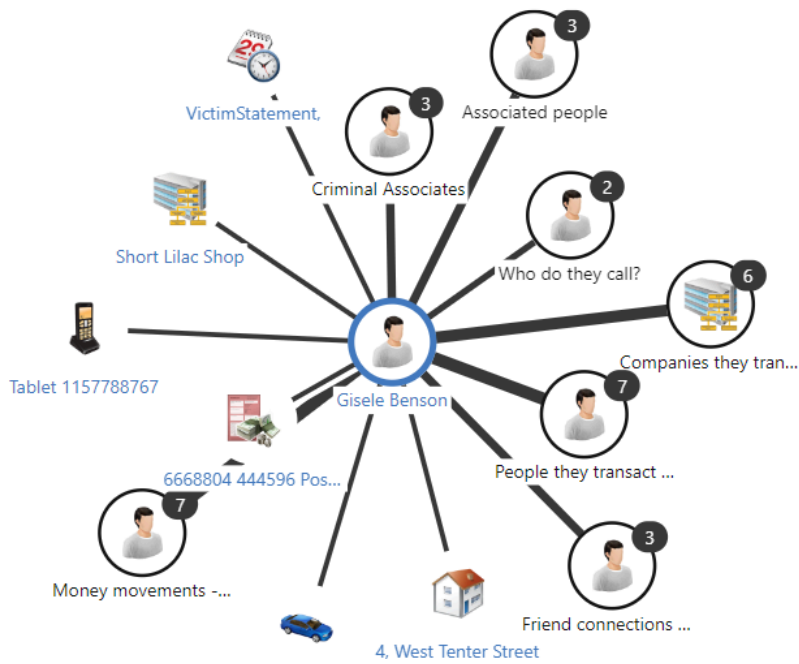 3
29
VictimStatement,
3
Associated people
Criminal Associates
2
Who do they call?
Short Lilac Shop
6
Companies they tran...
Tablet 1157788767
Gisele Benson
7
People they transact ...
6668804 444596 Pos...
7
Money movements -...
3
Friend connections ...
4, West Tenter Street